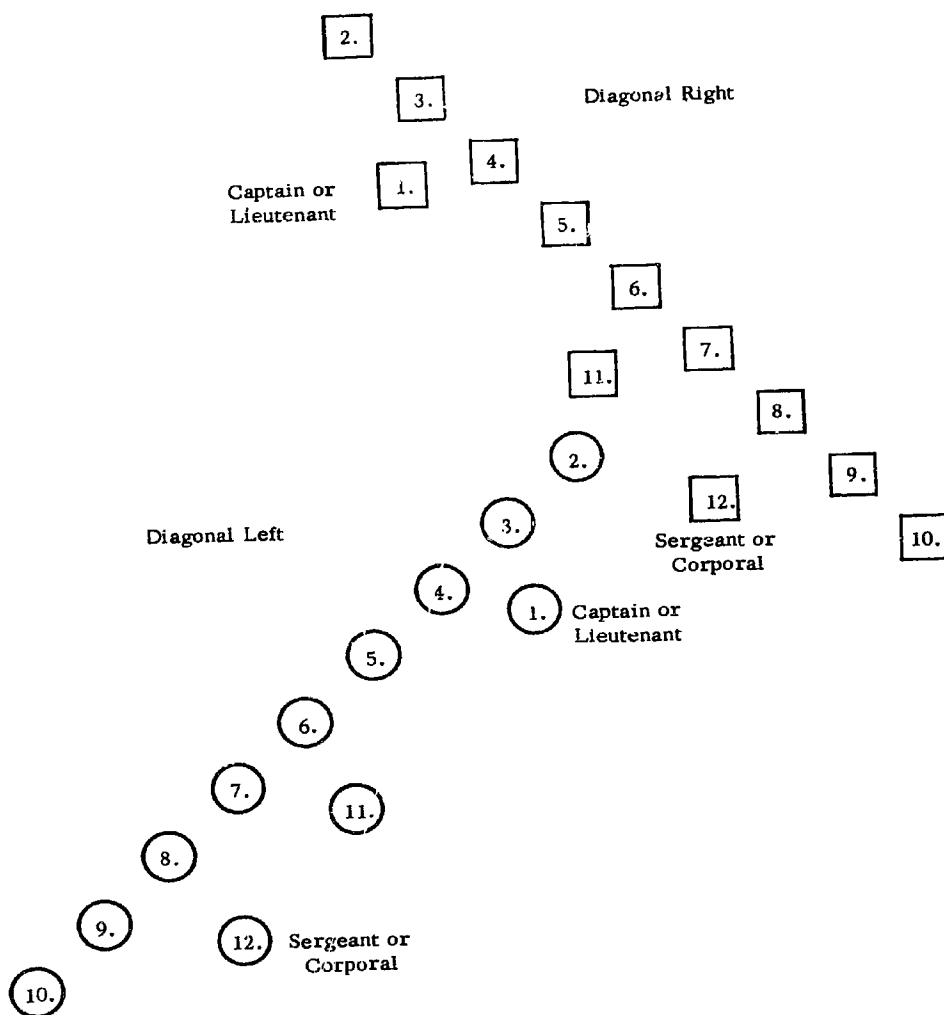 2.
3.
Diagonal Right
4.
Captain or
Lieutenant
1.
5.
6.
7.
11.
8.
2.
9.
12.
3.
Sergeant or
Corporal
10.
Diagonal Left
4.
1.
Captain or
Lieutenant
5.
6.
7.
11.
8.
9.
12.
Sergeant or
Corporal
10.